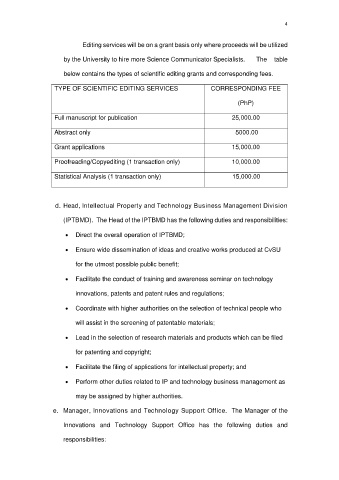 4
Editing services will be on a grant basis only where proceeds will be utilized
by the University to hire more Science Communicator Specialists. The table
below contains the types of scientific editing grants and corresponding fees.
TYPE OF SCIENTIFIC EDITING SERVICES CORRESPONDING FEE
(PhP)
Full manuscript for publication 25,000.00
Abstract only 5000.00
Grant applications 15,000.00
Proofreading/Copyediting (1 transaction only) 10,000.00
Statistical Analysis (1 transaction only) 15,000.00
d. Head, Intellectual Property and Technology Business Management Division
(IPTBMD). The Head of the IPTBMD has the following duties and responsibilities:
• Direct the overall operation of IPTBMD;
• Ensure wide dissemination of ideas and creative works produced at CvSU
for the utmost possible public benefit;
• Facilitate the conduct of training and awareness seminar on technology
innovations, patents and patent rules and regulations;
• Coordinate with higher authorities on the selection of technical people who
will assist in the screening of patentable materials;
• Lead in the selection of research materials and products which can be filed
for patenting and copyright;
• Facilitate the filing of applications for intellectual property; and
• Perform other duties related to IP and technology business management as
may be assigned by higher authorities.
e. Manager, Innovations and Technology Support Office. The Manager of the
Innovations and Technology Support Office has the following duties and
responsibilities: